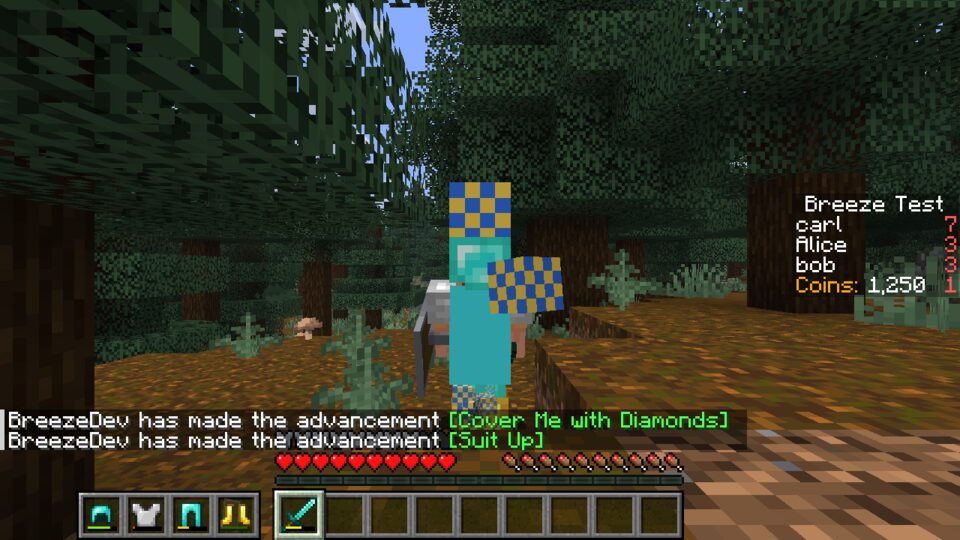 Breeze Test
carl 7
Alice 3
bob 3
Coins: 1,250 1
BreezeDev has made the advancement [Cover Me with Diamonds]
BreezeDev has made the advancement [Suit Up]